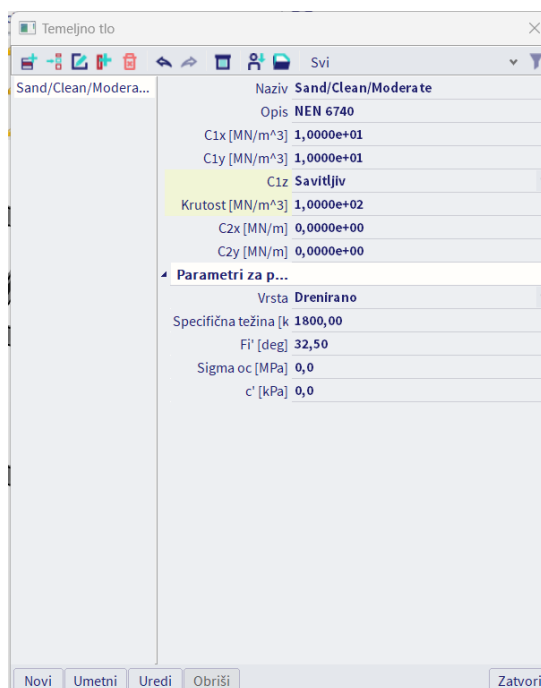 Temeljno tlo
Svi
Sand/Clean/Modera...
Naziv Sand/Clean/Moderate
Opis NEN 6740
C1x [MN/m^3] 1,0000e+01
C1y [MN/m^3] 1,0000e+01
C1z Savitljiv
Krutost [MN/m^3] 1,0000e+02
C2x [MN/m] 0,0000e+00
C2y [MN/m] 0,0000e+00
Parametri za p...
Vrsta Drenirano
Specifična težina [k 1800,00
Fi' [deg] 32,50
Sigma oc [MPa] 0,0
c' [kPa] 0,0
Novi Umetni Uredi Obriši Zatvori